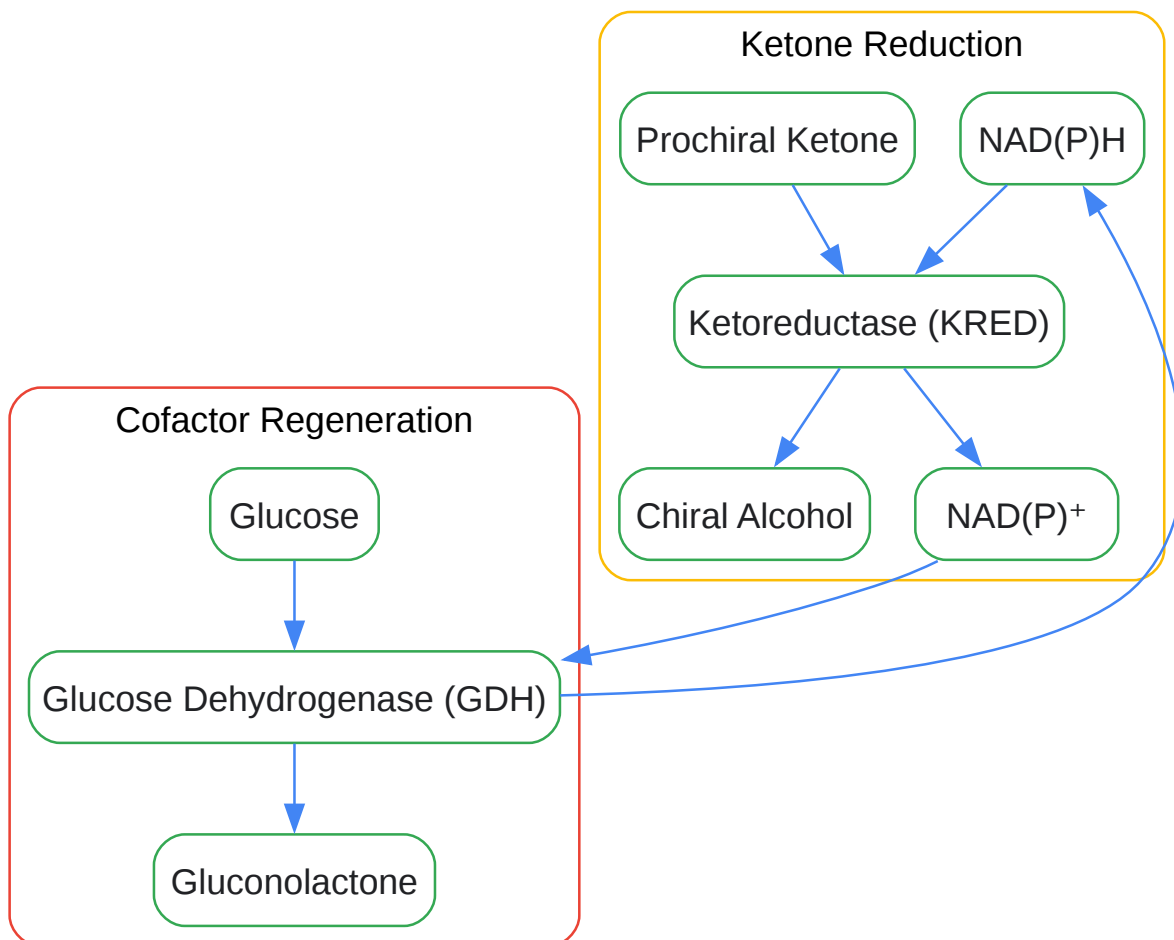 Ketone Reduction
Prochiral Ketone
NAD(P)H
Ketoreductase (KRED)
Chiral Alcohol
NAD(P)⁺
Cofactor Regeneration
Glucose
Glucose Dehydrogenase (GDH)
Gluconolactone